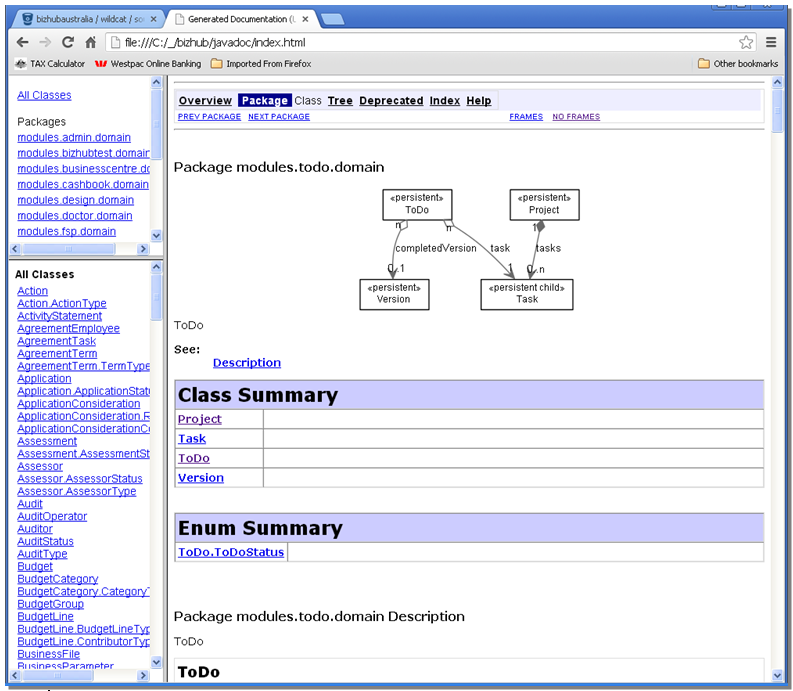 bizhubaustralia / wildcat / so
Generated Documentation (U
file:///C:/_/bizhub/javadoc/index.html
TAX Calculator
Westpac Online Banking
Imported From Firefox
Other bookmarks
All Classes
Packages
modules.admin.domain
modules.bizhubtest.domain
modules.businesscentre.do
modules.cashbook.domain
modules.design.domain
modules.doctor.domain
modules.fsp.domain
All Classes
Action
Action.ActionType
ActivityStatement
AgreementEmployee
AgreementTask
AgreementTerm
AgreementTerm.TermType
Application
Application.ApplicationStatu
ApplicationConsideration
ApplicationConsideration.R
ApplicationConsiderationCo
Assessment
Assessment.AssessmentSt
Assessor
Assessor.AssessorStatus
Assessor.AssessorType
Audit
AuditOperator
Auditor
AuditStatus
AuditType
Budget
BudgetCategory
BudgetCategory.CategoryT
BudgetGroup
BudgetLine
BudgetLine.BudgetLineTyp
BudgetLine.ContributorTyp
BusinessFile
BusinessParameter
Overview Package Class Tree Deprecated Index Help
PREV PACKAGE NEXT PACKAGE FRAMES NO FRAMES
Package modules.todo.domain
«persistent»
ToDo
«persistent»
Project
n
n
1
completedVersion
task
tasks
0..1
1
0..n
«persistent»
Version
«persistent child»
Task
ToDo
See:
Description
Class Summary
Project
Task
ToDo
Version
Enum Summary
ToDo.ToDoStatus
Package modules.todo.domain Description
ToDo
ToDo